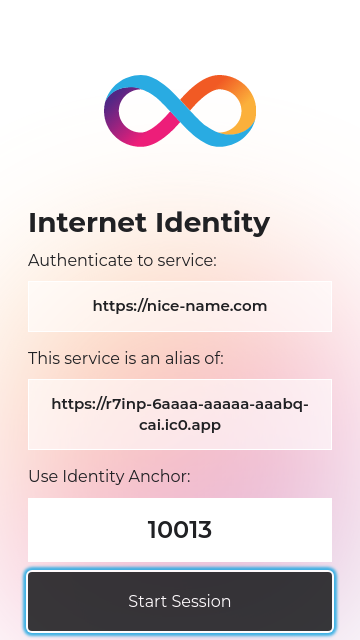 Internet Identity
Authenticate to service:
https://nice-name.com
This service is an alias of:
https://r7inp-6aaaa-aaaaa-aaabq-
cai.ic0.app
Use Identity Anchor:
10013
Start Session